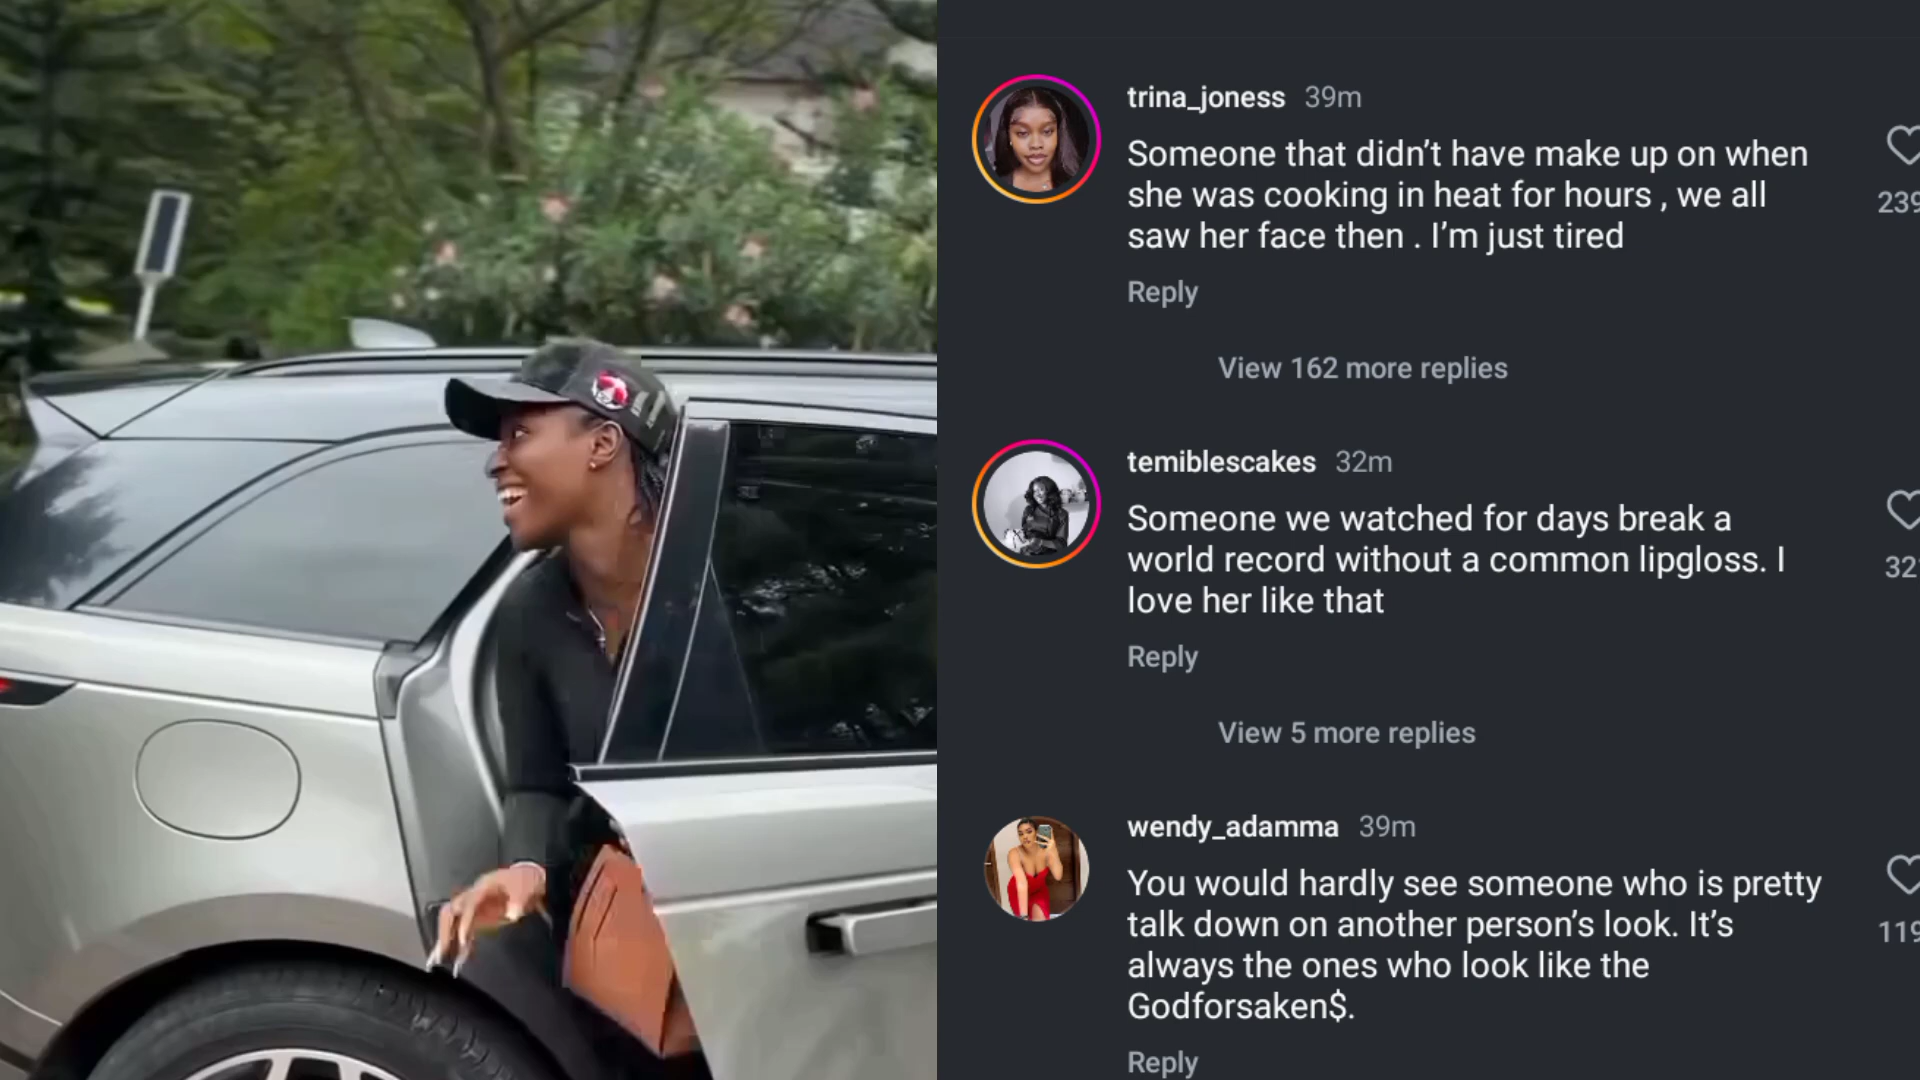 trina_joness 39m
Someone that didn't have make up on when
she was cooking in heat for hours , we all
saw her face then . I'm just tired
Reply
239
View 162 more replies
temiblescakes 32m
Someone we watched for days break a
world record without a common lipgloss. I
love her like that
Reply
View 5 more replies
wendy_adamma 39m
You would hardly see someone who is pretty
talk down on another person's look. It's
always the ones who look like the
Godforsaken$.
119
Reply